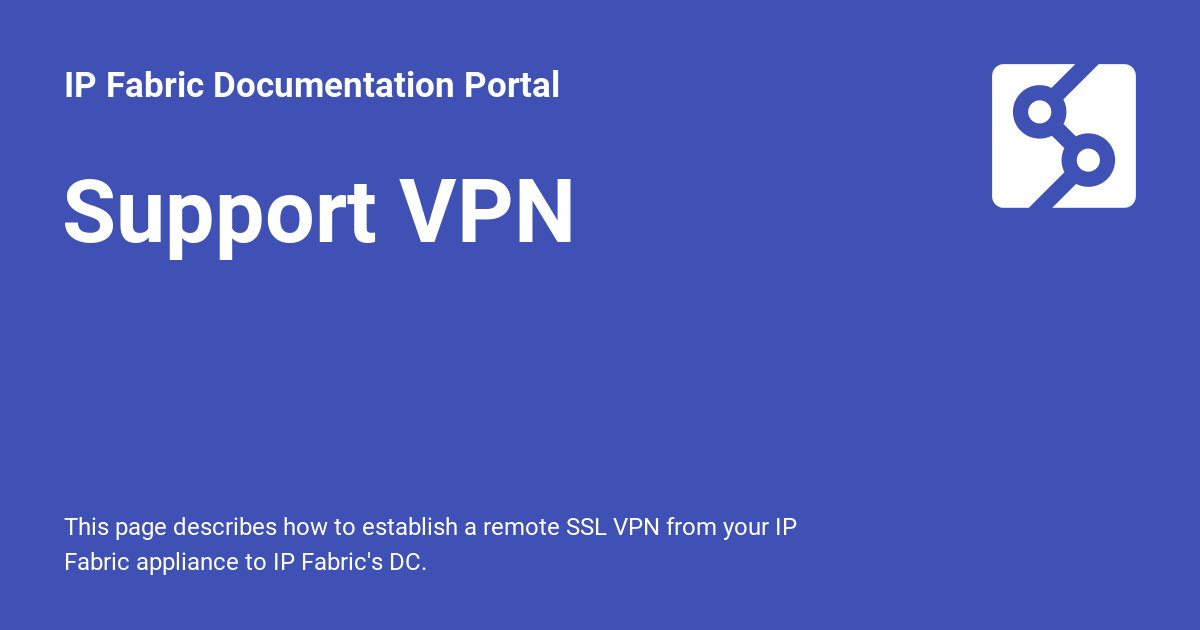 IP Fabric Documentation Portal
Support VPN
This page describes how to establish a remote SSL VPN from your IP
Fabric appliance to IP Fabric's DC.